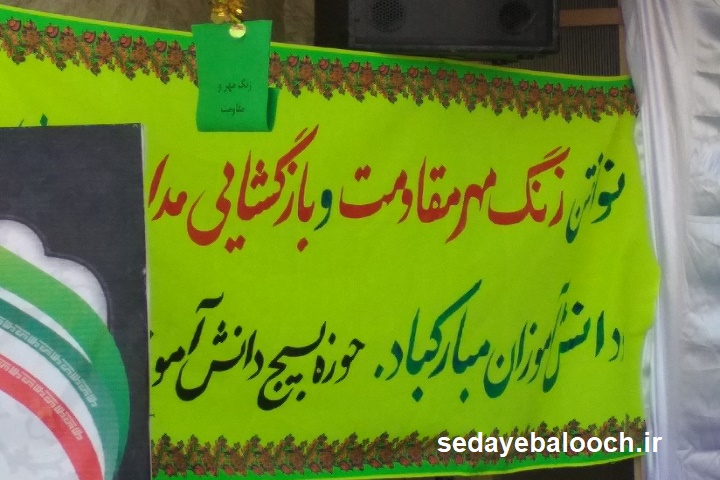 زنگ مهر و
مقاومت
نواختن زنگ مهر مقاومت و بازگشایی مدا
دانش آموزان مبارکباد. حوزه بسیج دانش آمو
sedayebalooch.ir